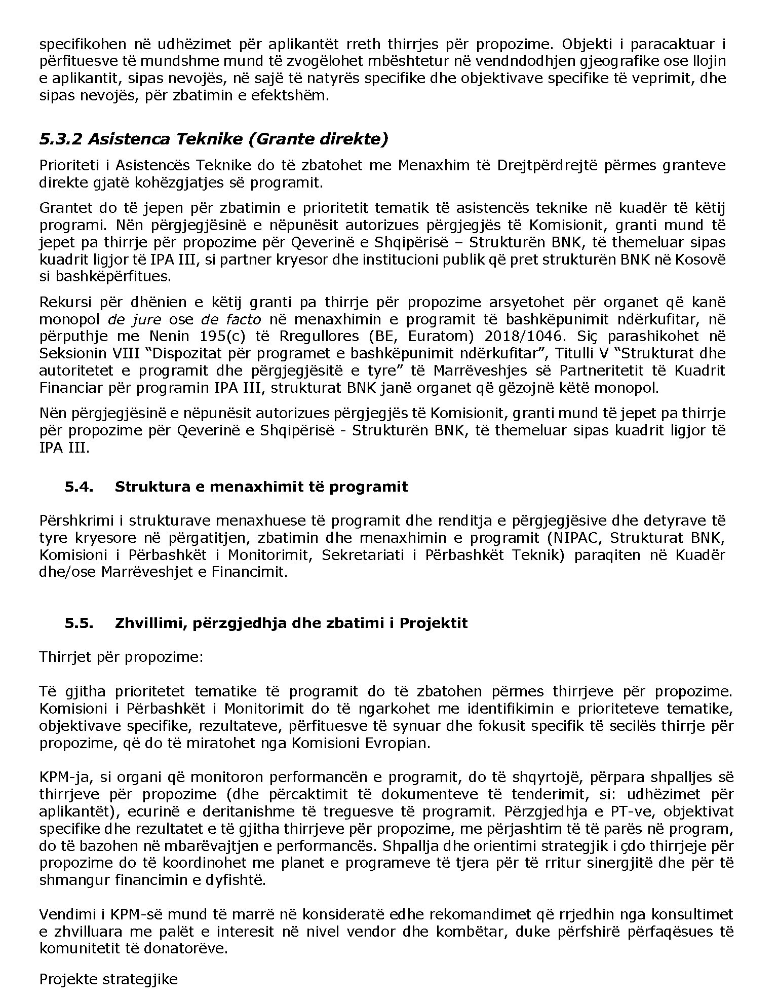 specifikohen në udhëzimet për aplikantët rreth thirrjes për propozime. Objekti i paracaktuar i
përfituesve të mundshme mund të zvogëlohet mbështetur në vendndodhjen gjeografike ose llojin
e aplikantit, sipas nevojës, në sajë të natyrës specifike dhe objektivave specifike të veprimit, dhe
sipas nevojës, për zbatimin e efektshëm.
5.3.2 Asistenca Teknike (Grante direkte)
Prioriteti i Asistencës Teknike do të zbatohet me Menaxhim të Drejtpërdrejtë përmes granteve
direkte gjatë kohëzgjatjes së programit.
Grantet do të jepen për zbatimin e prioritetit tematik të asistencës teknike në kuadër të këtij
programi. Nën përgjegjësinë e nëpunësit autorizues përgjegjës të Komisionit, granti mund të
jepet pa thirrje për propozime për Qeverinë e Shqipërisë – Strukturën BNK, të themeluar sipas
kuadrit ligjor të IPA III, si partner kryesor dhe institucioni publik që pret strukturën BNK në Kosovë
si bashkëpërfitues.
Rekursi për dhënien e këtij granti pa thirrje për propozime arsyetohet për organet që kanë
monopol de jure ose de facto në menaxhimin e programit të bashkëpunimit ndërkufitar, në
përputhje me Nenin 195(c) të Rregullores (BE, Euratom) 2018/1046. Siç parashikohet në
Seksionin VIII “Dispozitat për programet e bashkëpunimit ndërkufitar”, Titulli V “Strukturat dhe
autoritetet e programit dhe përgjegjësitë e tyre” të Marrëveshjes së Partneritetit të Kuadrit
Financiar për programin IPA III, strukturat BNK janë organet që gëzojnë këtë monopol.
Nën përgjegjësinë e nëpunësit autorizues përgjegjës të Komisionit, granti mund të jepet pa thirrje
për propozime për Qeverinë e Shqipërisë - Strukturën BNK, të themeluar sipas kuadrit ligjor të
IPA III.
5.4. Struktura e menaxhimit të programit
Përshkrimi i strukturave menaxhuese të programit dhe renditja e përgjegjësive dhe detyrave të
tyre kryesore në përgatitjen, zbatimin dhe menaxhimin e programit (NIPAC, Strukturat BNK,
Komisioni i Përbashkët i Monitorimit, Sekretariati i Përbashkët Teknik) paraqiten në Kuadër
dhe/ose Marrëveshjet e Financimit.
5.5. Zhvillimi, përzgjedhja dhe zbatimi i Projektit
Thirrjet për propozime:
Të gjitha prioritetet tematike të programit do të zbatohen përmes thirrjeve për propozime.
Komisioni i Përbashkët i Monitorimit do të ngarkohet me identifikimin e prioriteteve tematike,
objektivave specifike, rezultateve, përfituesve të synuar dhe fokusit specifik të secilës thirrje për
propozime, që do të miratohet nga Komisioni Evropian.
KPM-ja, si organi që monitoron performancën e programit, do të shqyrtojë, përpara shpalljes së
thirrjeve për propozime (dhe përcaktimit të dokumenteve të tenderimit, si: udhëzimet për
aplikantët), ecurinë e deritanishme të treguesve të programit. Përzgjedhja e PT-ve, objektivat
specifike dhe rezultatet e të gjitha thirrjeve për propozime, me përjashtim të të parës në program,
do të bazohen në mbarëvajtjen e performancës. Shpallja dhe orientimi strategjik i çdo thirrjeje për
propozime do të koordinohet me planet e programeve të tjera për të rritur sinergjitë dhe për të
shmangur financimin e dyfishtë.
Vendimi i KPM-së mund të marrë në konsideratë edhe rekomandimet që rrjedhin nga konsultimet
e zhvilluara me palët e interesit në nivel vendor dhe kombëtar, duke përfshirë përfaqësues të
komunitetit të donatorëve.
Projekte strategjike